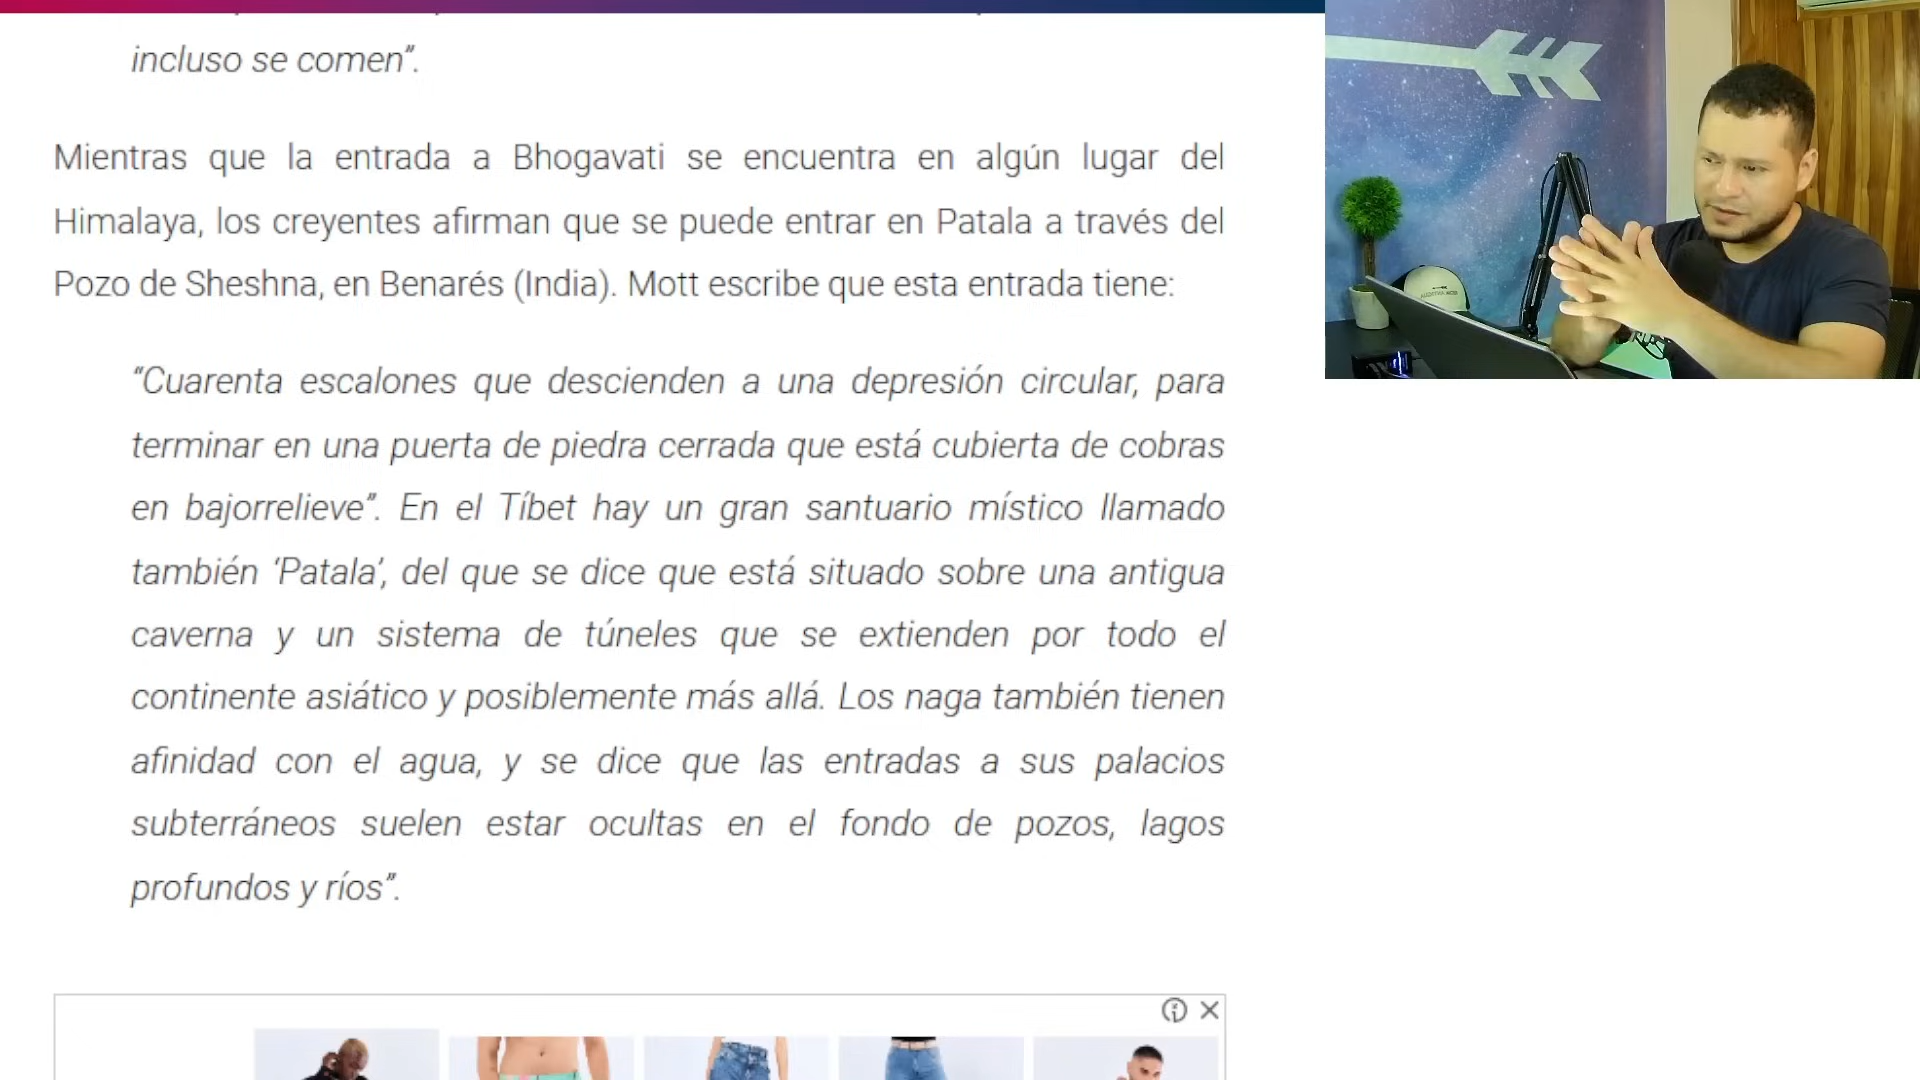 incluso se comen”.
Mientras que la entrada a Bhogavati se encuentra en algún lugar del
Himalaya, los creyentes afirman que se puede entrar en Patala a través del
Pozo de Sheshna, en Benarés (India). Mott escribe que esta entrada tiene:
“Cuarenta escalones que descienden a una depresión circular, para
terminar en una puerta de piedra cerrada que está cubierta de cobras
en bajorrelieve”. En el Tíbet hay un gran santuario místico llamado
también ‘Patala’, del que se dice que está situado sobre una antigua
caverna y un sistema de túneles que se extienden por todo el
continente asiático y posiblemente más allá. Los naga también tienen
afinidad con el agua, y se dice que las entradas a sus palacios
subterráneos suelen estar ocultas en el fondo de pozos, lagos
profundos y ríos”.